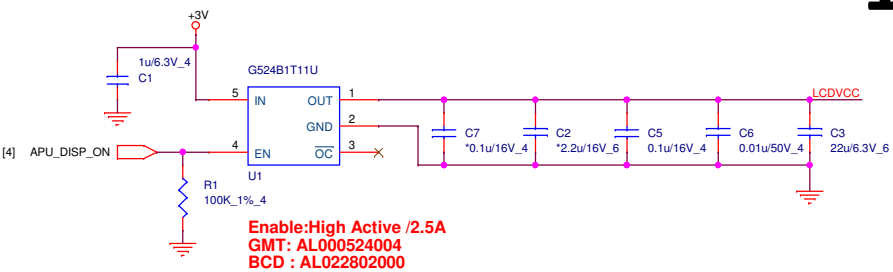 +3V
1u/6.3V_4
C1
G524B1T11U
5
IN
OUT
1
LCDVCC
GND
2
[4]
APU_DISP_ON
4
EN
OC
3
U1
C7
*0.1u/16V_4
C2
*2.2u/16V_6
C5
0.1u/16V_4
C6
0.01u/50V_4
C3
22u/6.3V_6
R1
100K_1%_4
Enable:High Active /2.5A
GMT: AL000524004
BCD : AL022802000